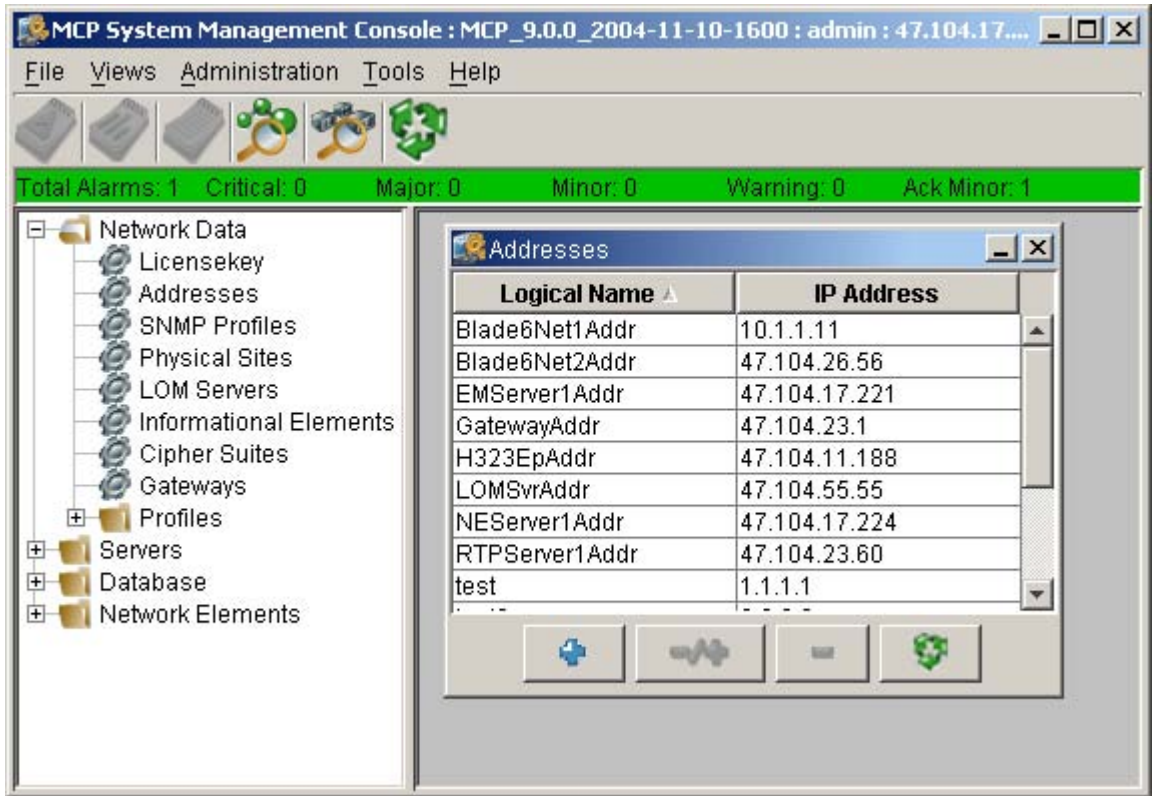 MCP System Management Console : MCP_9.0.0_2004-11-10-1600 : admin : 47.104.17....
File Views Administration Tools Help
Total Alarms: 1 Critical: 0 Major: 0 Minor: 0 Warning: 0 Ack Minor: 1
Network Data
Licensekey
Addresses
SNMP Profiles
Physical Sites
LOM Servers
Informational Elements
Cipher Suites
Gateways
Profiles
Servers
Database
Network Elements
Addresses
Logical Name IP Address
Blade6Net1Addr 10.1.1.11
Blade6Net2Addr 47.104.26.56
EMServer1Addr 47.104.17.221
GatewayAddr 47.104.23.1
H323EpAddr 47.104.11.188
LOMSvrAddr 47.104.55.55
NEServer1Addr 47.104.17.224
RTPServer1Addr 47.104.23.60
test 1.1.1.1